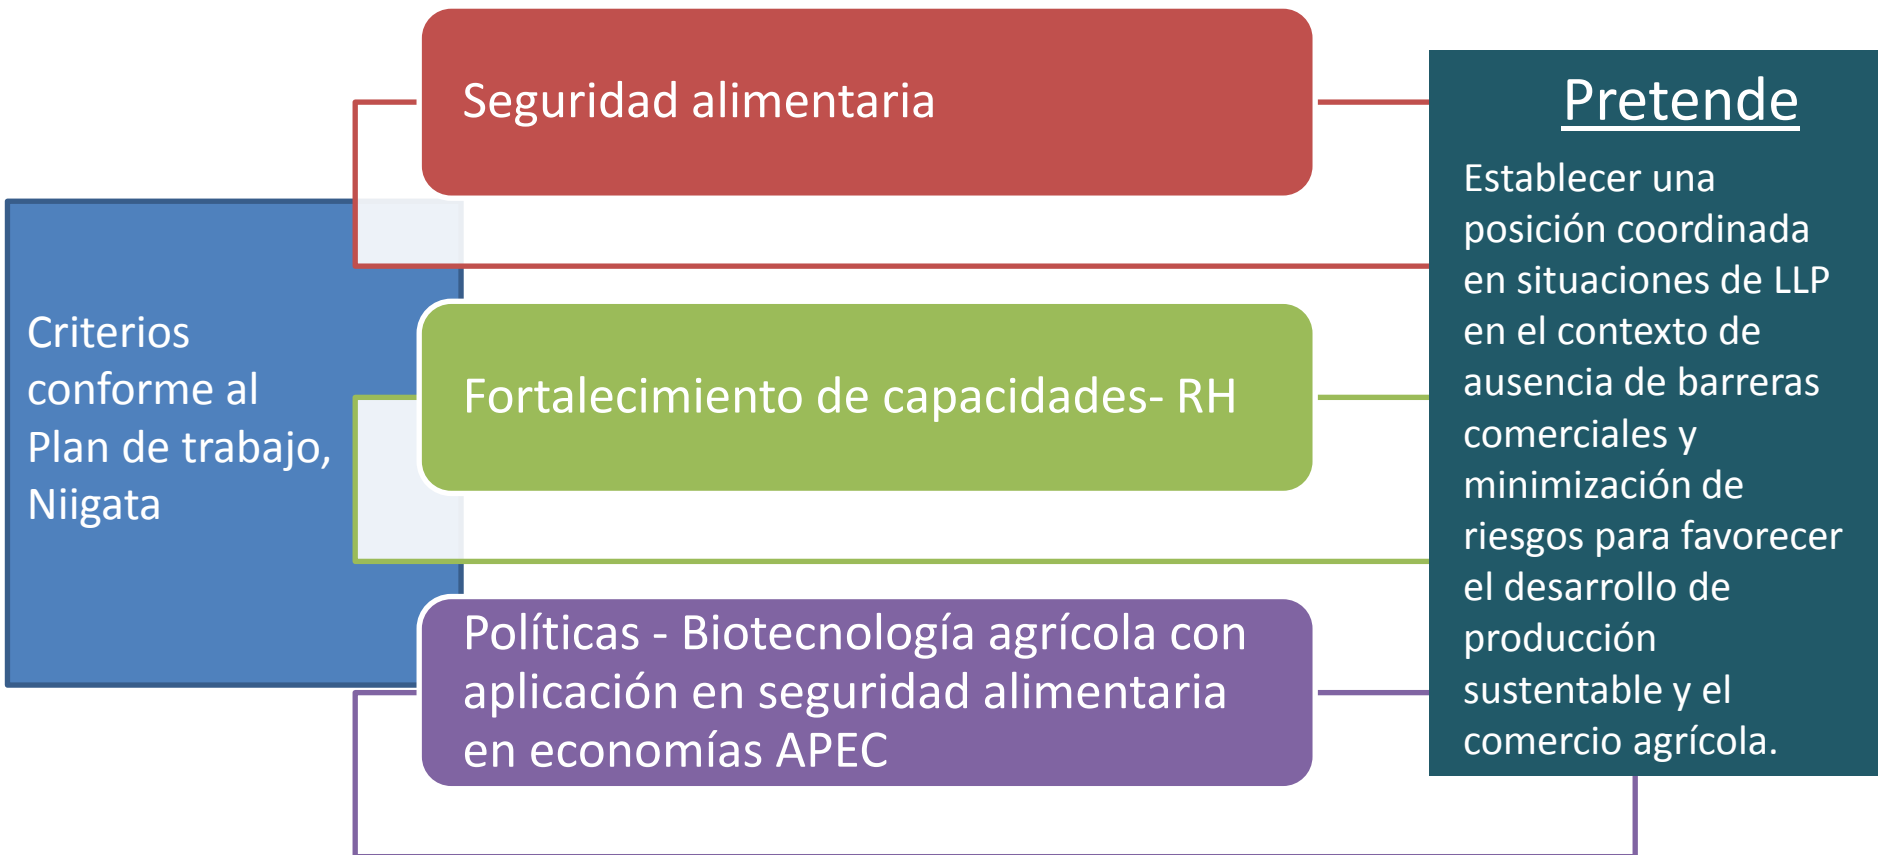 Criterios
conforme al
Plan de trabajo,
Niigata
Seguridad alimentaria
Fortalecimiento de capacidades- RH
Políticas - Biotecnología agrícola con
aplicación en seguridad alimentaria
en economías APEC
Pretende
Establecer una
posición coordinada
en situaciones de LLP
en el contexto de
ausencia de barreras
comerciales y
minimización de
riesgos para favorecer
el desarrollo de
producción
sustentable y el
comercio agrícola.